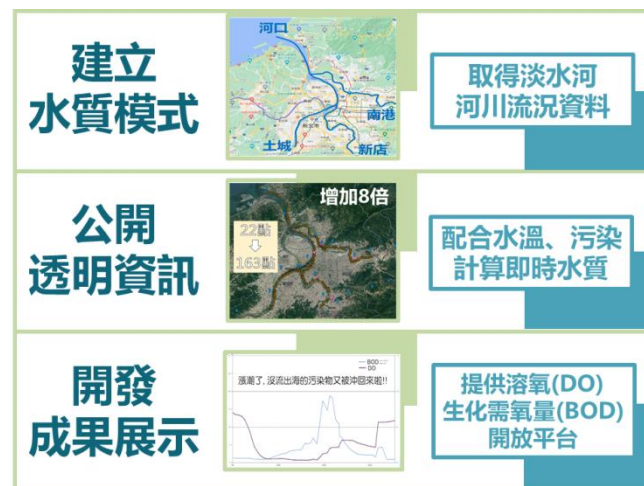 建立
水質模式
河口
南港
土城
新店
取得淡水河
河川流況資料
公開
透明資訊
增加8倍
22點
163點
配合水溫、污染
計算即時水質
開發
成果展示
BOD
DO
漲潮了,沒流出海的污染物又被沖回來啦!!
提供溶氧(DO)
生化需氧量(BOD)
開放平台